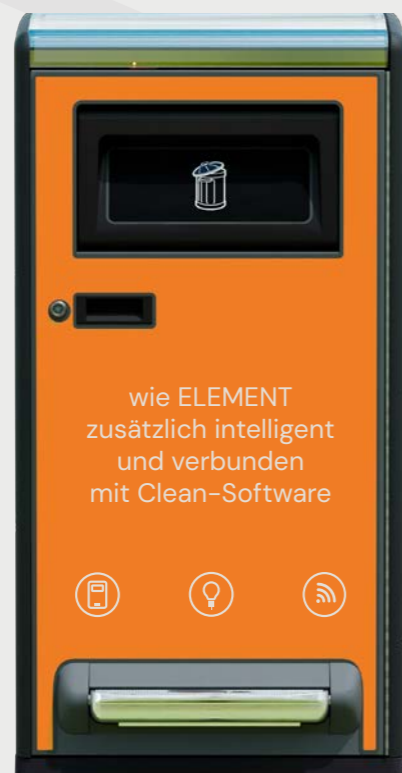 wie ELEMENT
zusätzlich intelligent
und verbunden
mit Clean-Software